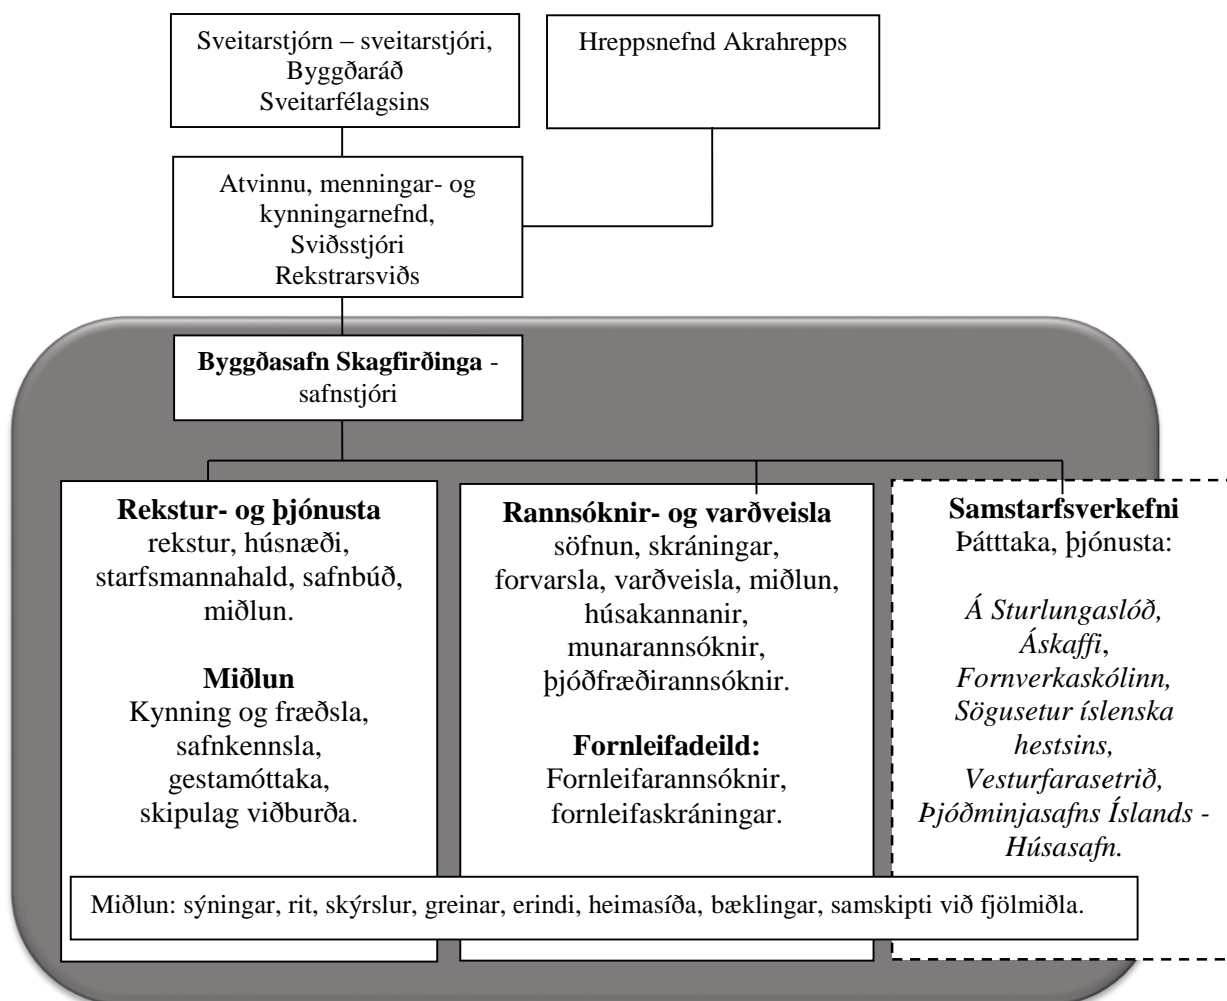 Sveitarstjórn – sveitarstjóri,
Byggðaráð
Sveitarfélagsins
Hreppsnefnd Akrahrepps
Atvinnu, menningar- og
kynningarnefnd,
Sviðsstjóri
Rekstrarsviðs
Byggðasafn Skagfirðinga -
safnstjóri
Rekstur- og þjónusta
rekstur, húsnæði,
starfsmannahald, safnbúð,
miðlun.
Miðlun
Kynning og fræðsla,
safnkennsla,
gestamóttaka,
skipulag viðburða.
Rannsóknir- og varðveisla
söfnun, skráningar,
forvarsla, varðveisla, miðlun,
húsakannanir,
munarannsóknir,
þjóðfræðirannsóknir.
Fornleifadeild:
Fornleifarannsóknir,
fornleifaskráningar.
Samstarfsverkefni
Þátttaka, þjónusta:
Á Sturlungaslóð,
Áskaffi,
Fornverkaskólinn,
Sögusetur íslenska
hestsins,
Vesturfarasetrið,
Þjóðminjasafns Íslands -
Húsasafn.
Miðlun: sýningar, rit, skýrslur, greinar, erindi, heimasíða, bæklingar, samskipti við fjölmiðla.